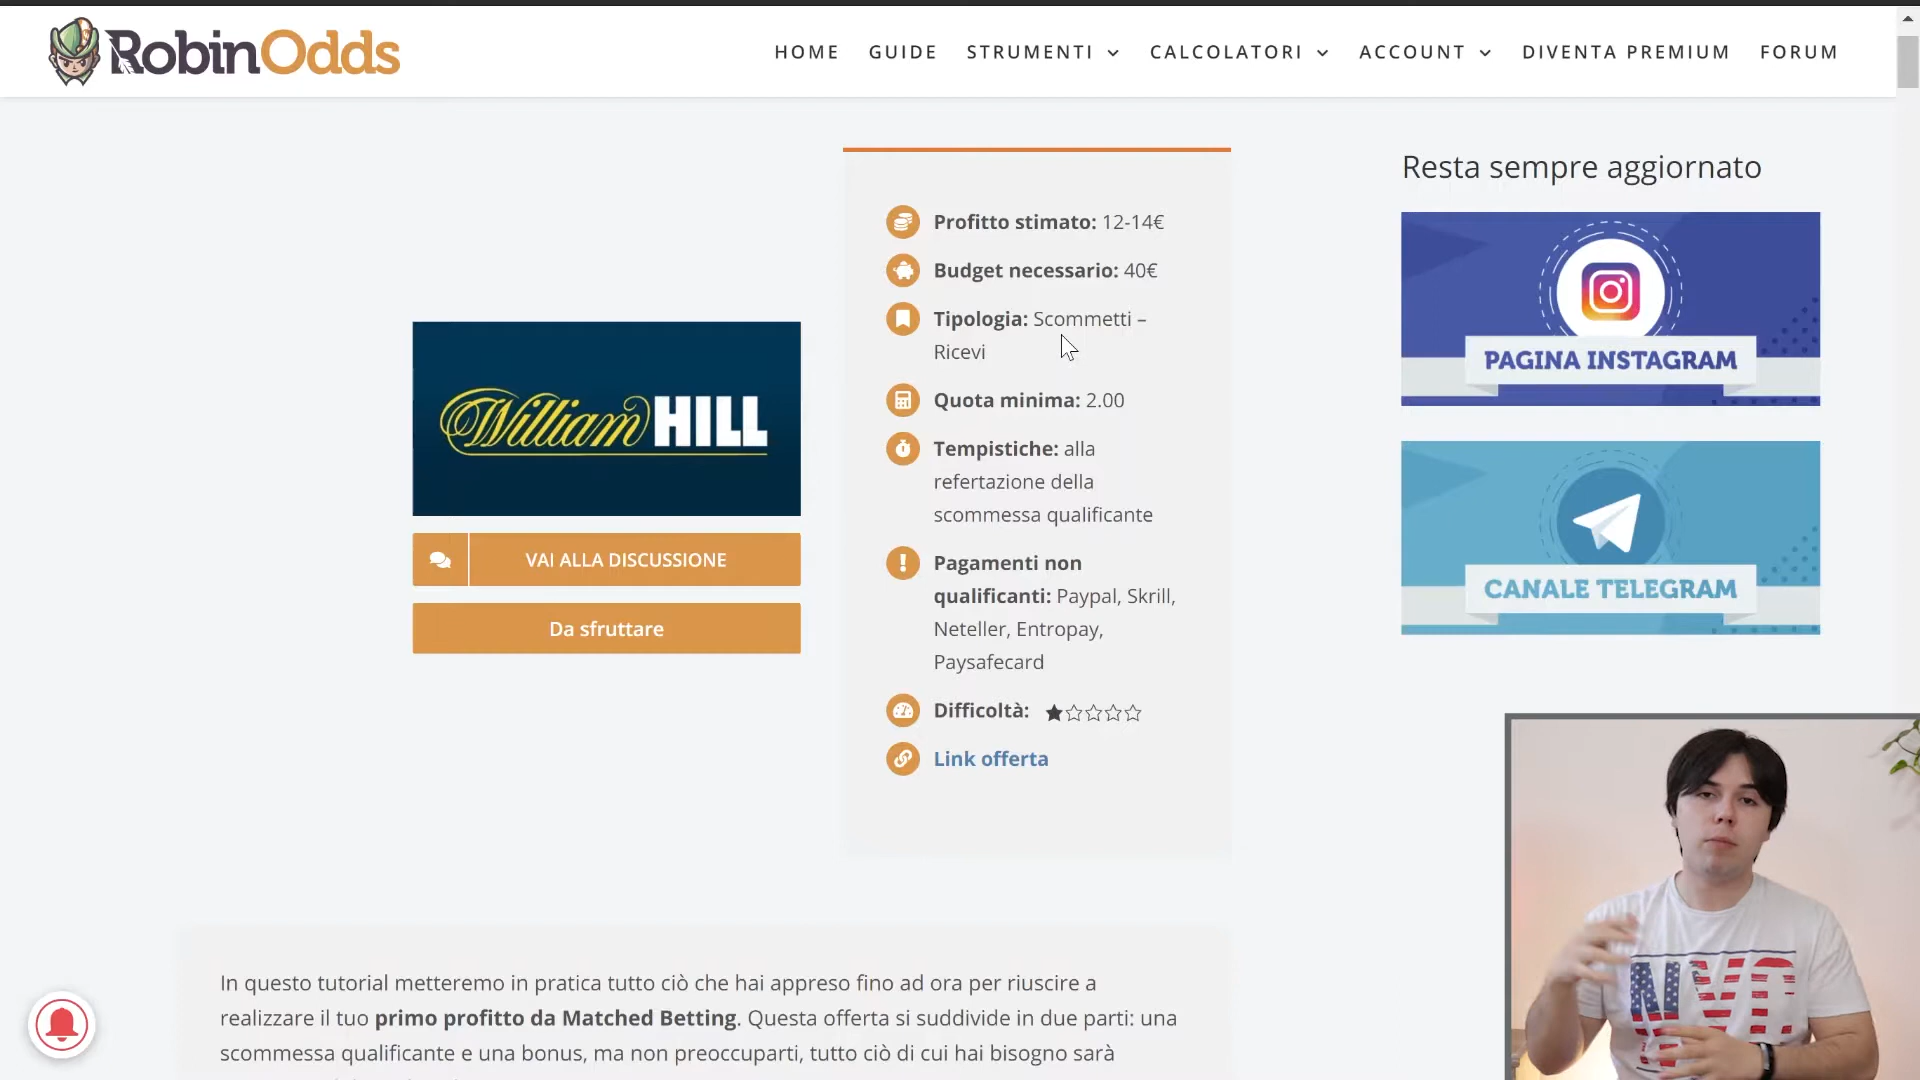 RobinOdds
HOME GUIDE STRUMENTI CALCOLATORI ACCOUNT DIVENTA PREMIUM FORUM
William HILL
VAI ALLA DISCUSSIONE
Da sfruttare
Profitto stimato: 12-14€
Budget necessario: 40€
Tipologia: Scommetti –
Ricevi
Quota minima: 2.00
Tempistiche: alla
refertazione della
scommessa qualificante
Pagamenti non
qualificanti: Paypal, Skrill,
Neteller, Entropay,
Paysafecard
Difficoltà:
Link offerta
Resta sempre aggiornato
PAGINA INSTAGRAM
CANALE TELEGRAM
In questo tutorial metteremo in pratica tutto ciò che hai appreso fino ad ora per riuscire a
realizzare il tuo primo profitto da Matched Betting. Questa offerta si suddivide in due parti: una
scommessa qualificante e una bonus, ma non preoccuparti, tutto ciò di cui hai bisogno sarà
NYC